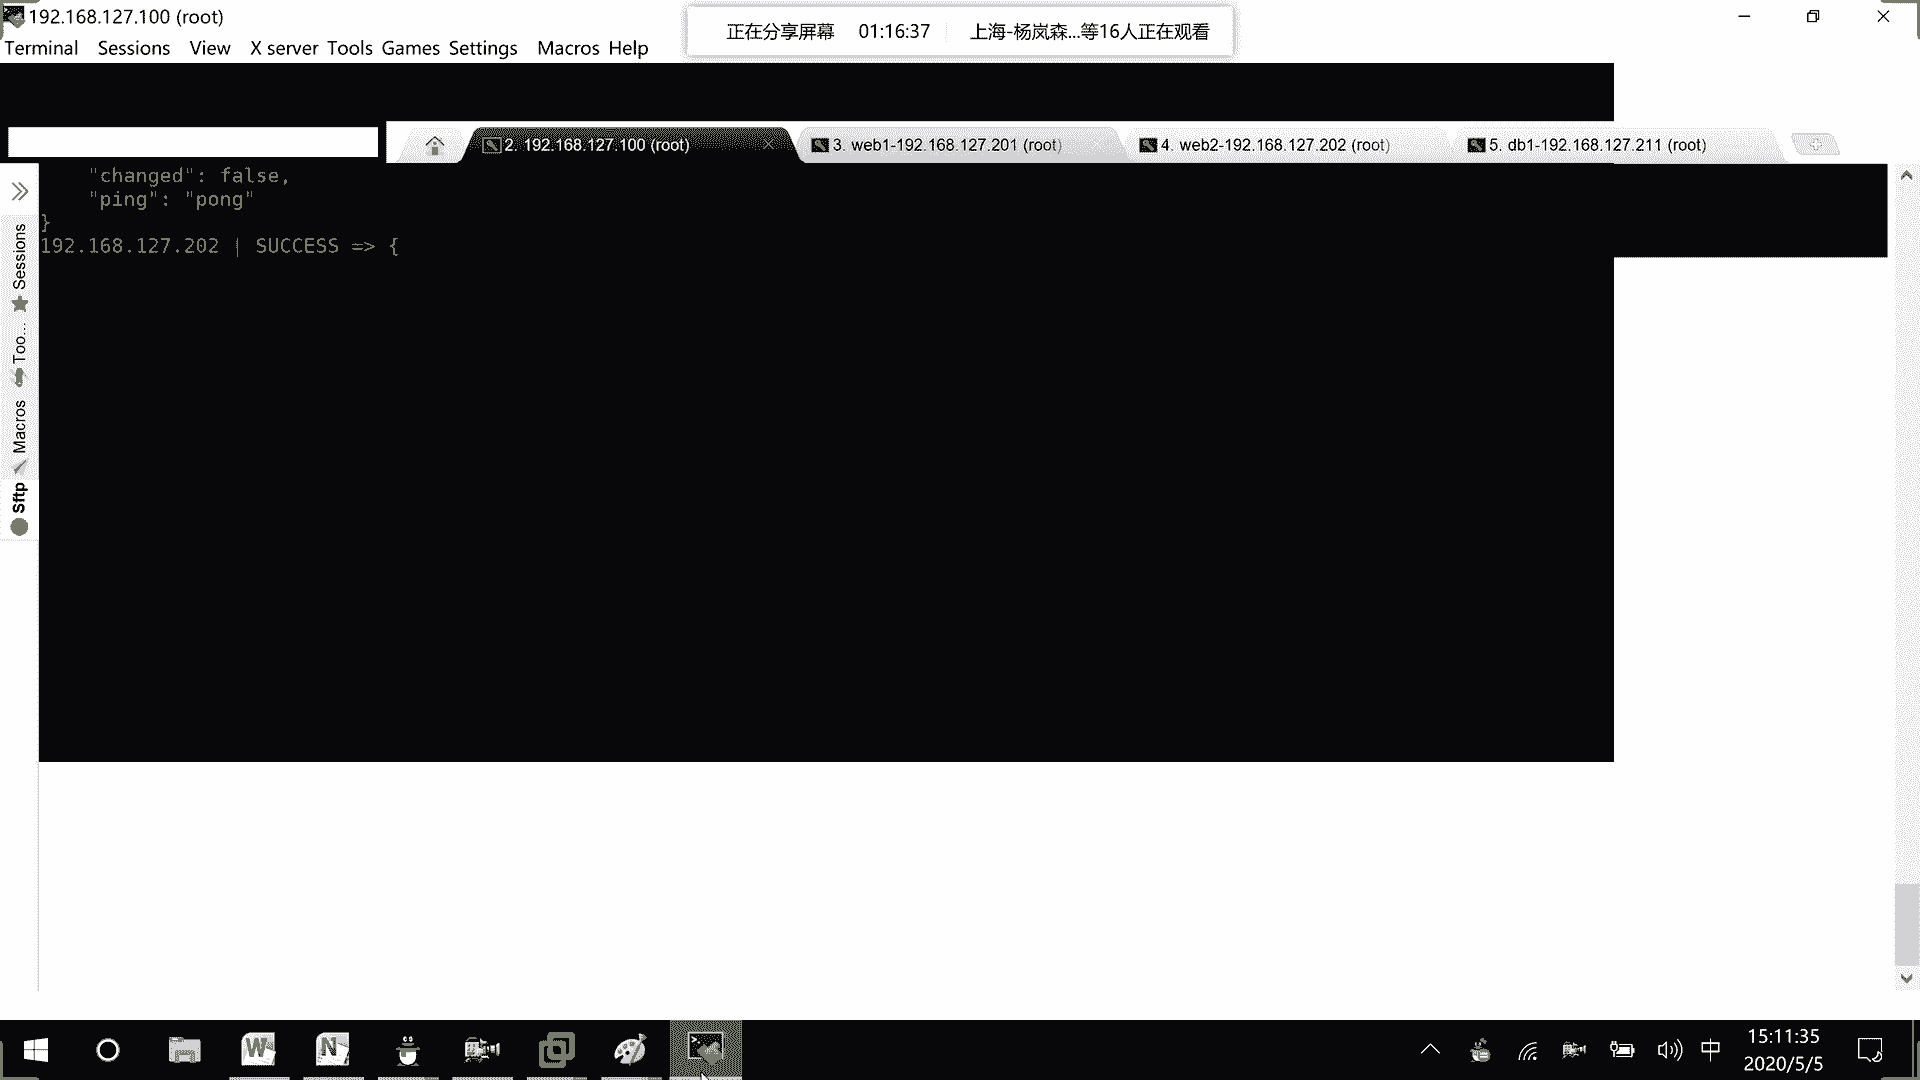 192.168.127.100 (root)
正在分享屏幕 01:16:37 上海-杨岚森...等16人正在观看
Terminal Sessions View X server Tools Games Settings Macros Help
2. 192.168.127.100 (root)
3. web1-192.168.127.201 (root)
4. web2-192.168.127.202 (root)
5. db1-192.168.127.211 (root)
"changed": false,
"ping": "pong"
}
192.168.127.202 | SUCCESS => {
Sessions
Too...
Macros
Sftp
W
N
中
15:11:35
2020/5/5